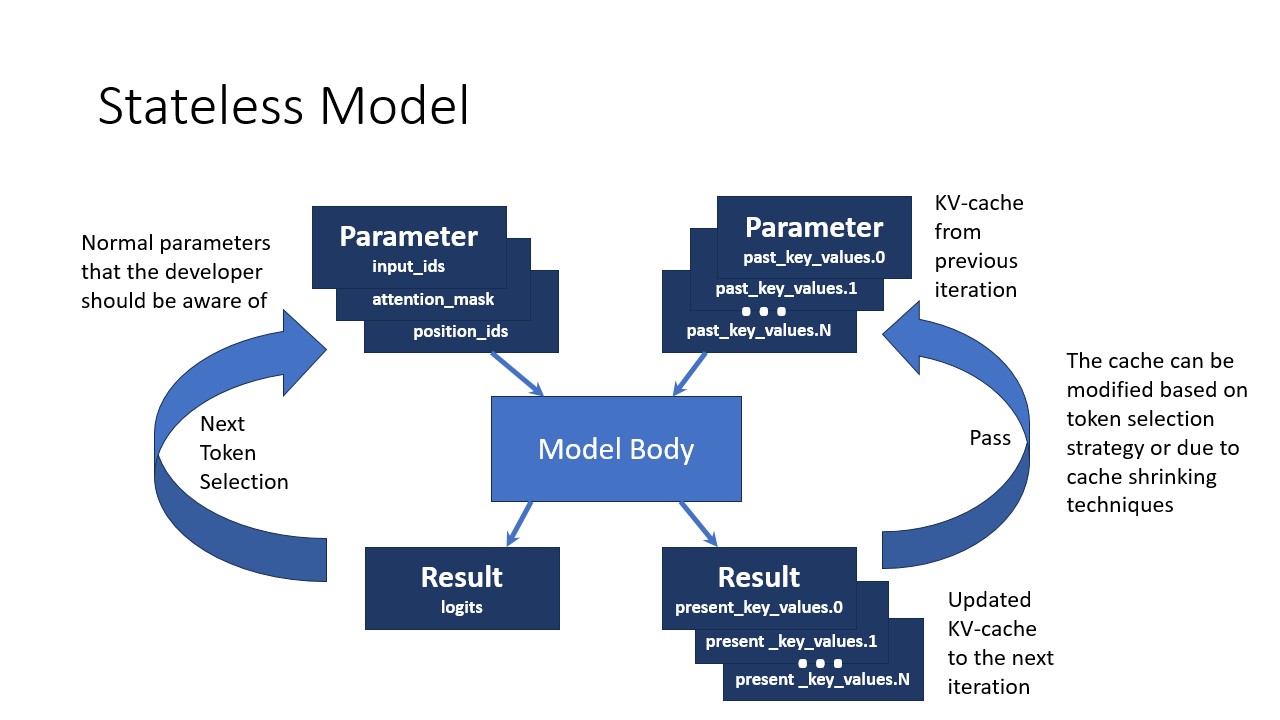 Stateless Model
Normal parameters
that the developer
should be aware of
Parameter
input_ids
attention_mask
position_ids
Parameter
past_key_values.0
past_key_values.1
...
past_key_values.N
KV-cache
from
previous
iteration
Next
Token
Selection
Model Body
Pass
The cache can be
modified based on
token selection
strategy or due to
cache shrinking
techniques
Result
logits
Result
present_key_values.0
present _key_values.1
...
present _key_values.N
Updated
KV-cache
to the next
iteration